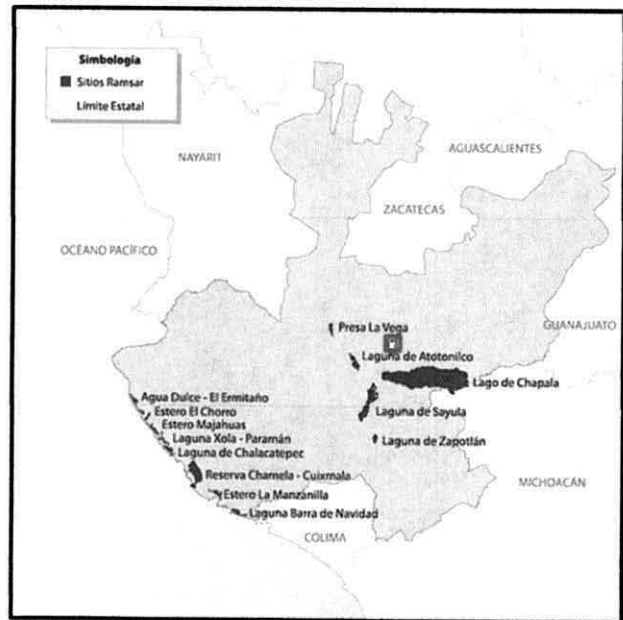 Simbología
Sitios Ramsar
Límite Estatal
NAYARIT
AGUASCALIENTES
ZACATECAS
OCÉANO PACÍFICO
GUANAJUATO
Presa La Vega
Laguna de Atotonilco
Lago de Chapala
Agua Dulce - El Ermitaño
Estero El Chorro
Estero Majahuas
Laguna Xola - Paramán
Laguna de Chalacatepec
Laguna de Sayula
Laguna de Zapotlán
Reserva Chamela - Cuixmala
MICHOACÁN
Estero La Manzanilla
Laguna Barra de Navidad
COLIMA